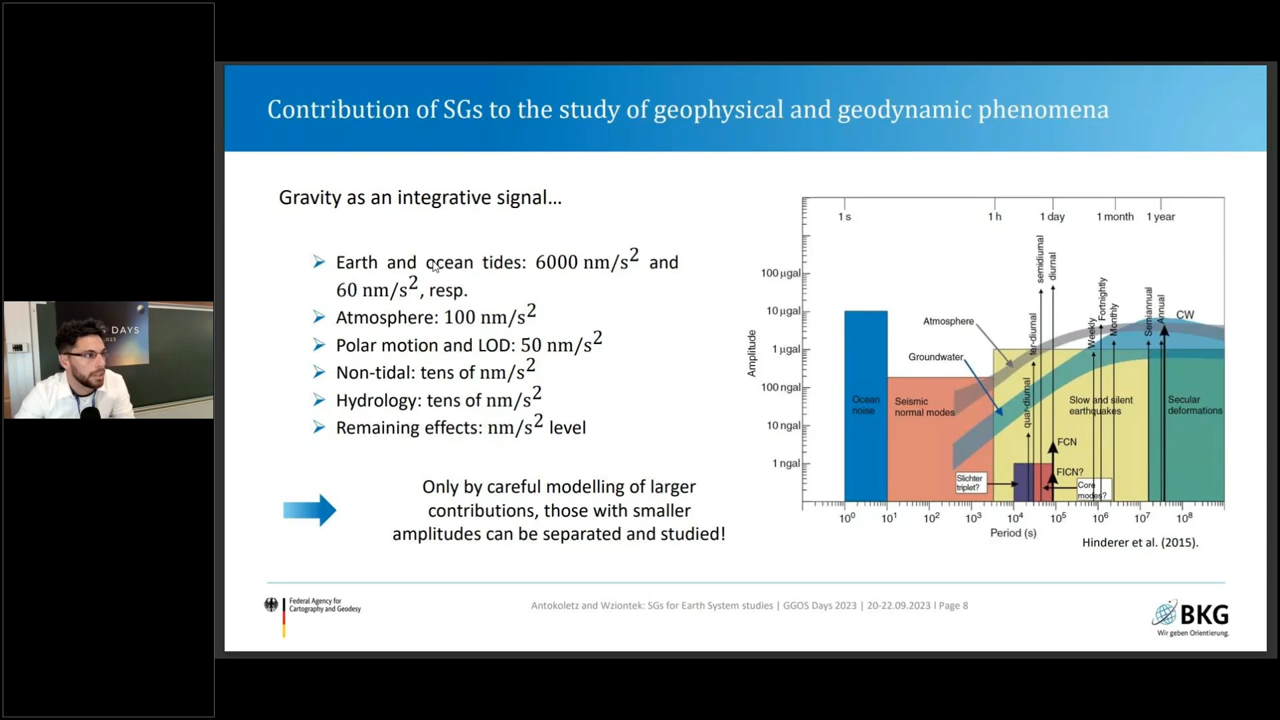 DAYS
Contribution of SGs to the study of geophysical and geodynamic phenomena
Gravity as an integrative signal…
Earth and ocean tides: 6000 nm/s² and
60 nm/s², resp.
Atmosphere: 100 nm/s²
Polar motion and LOD: 50 nm/s²
Non-tidal: tens of nm/s²
Hydrology: tens of nm/s²
Remaining effects: nm/s² level
Only by careful modelling of larger
contributions, those with smaller
amplitudes can be separated and studied!
1 s
1 h
1 day
1 month
1 year
Amplitude
100 μgal
10 μgal
1 μgal
100 ngal
10 ngal
1 ngal
Atmosphere
Groundwater
Ocean
noise
Seismic
normal modes
quar-diurnal
ter-diurnal
semidiurnal
diurnal
Weekly
Fortnightly
Monthly
Semiannual
Annual
CW
Slow and silent
earthquakes
Secular
deformations
FCN
FICN?
Slichter
triplet?
Core
modes?
10⁰
10¹
10²
10³
10⁴
10⁵
10⁶
10⁷
10⁸
Period (s)
Hinderer et al. (2015).
Federal Agency for
Cartography and Geodesy
Antokoletz and Wziontek: SGs for Earth System studies | GGOS Days 2023 | 20-22.09.2023 | Page 8
BKG
Wir geben Orientierung.